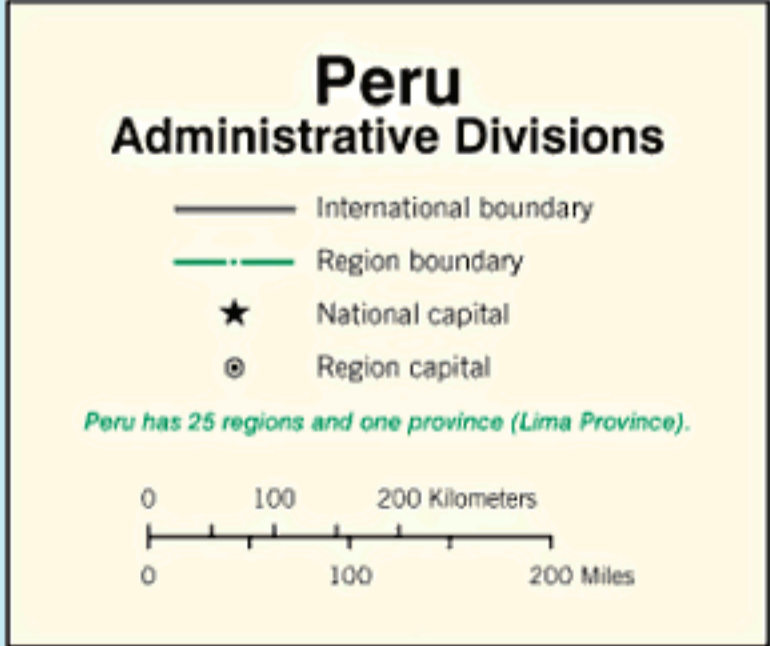 Peru
Administrative Divisions
International boundary
Region boundary
National capital
Region capital
Peru has 25 regions and one province (Lima Province).
0 100 200 Kilometers
0 100 200 Miles